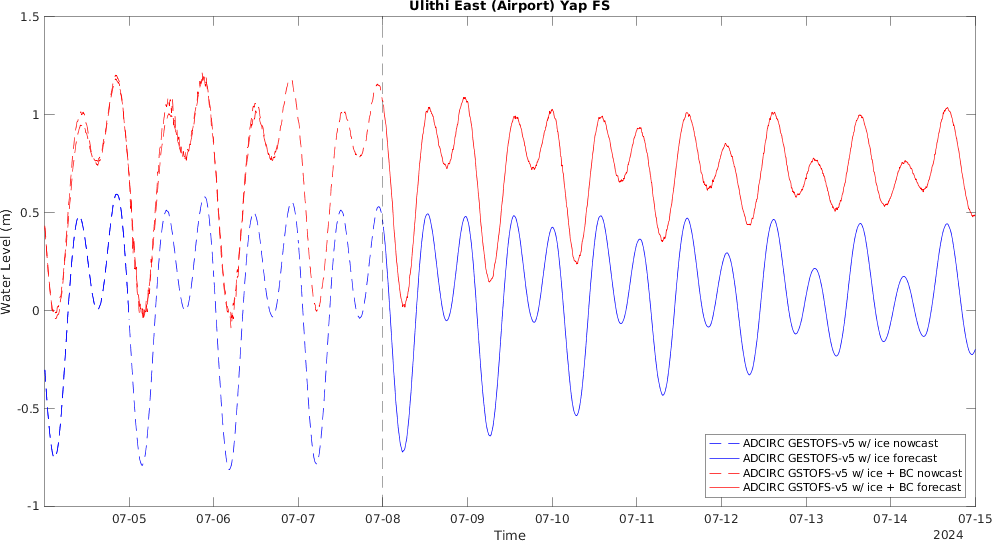 Ulithi East (Airport) Yap FS
1.5
1
0.5
0
-0.5
-1
Water Level (m)
07-05
07-06
07-07
07-08
07-09
07-10
07-11
07-12
07-13
07-14
07-15
Time
2024
ADCIRC GESTOFS-v5 w/ ice nowcast
ADCIRC GESTOFS-v5 w/ ice forecast
ADCIRC GSTOFS-v5 w/ ice + BC nowcast
ADCIRC GSTOFS-v5 w/ ice + BC forecast